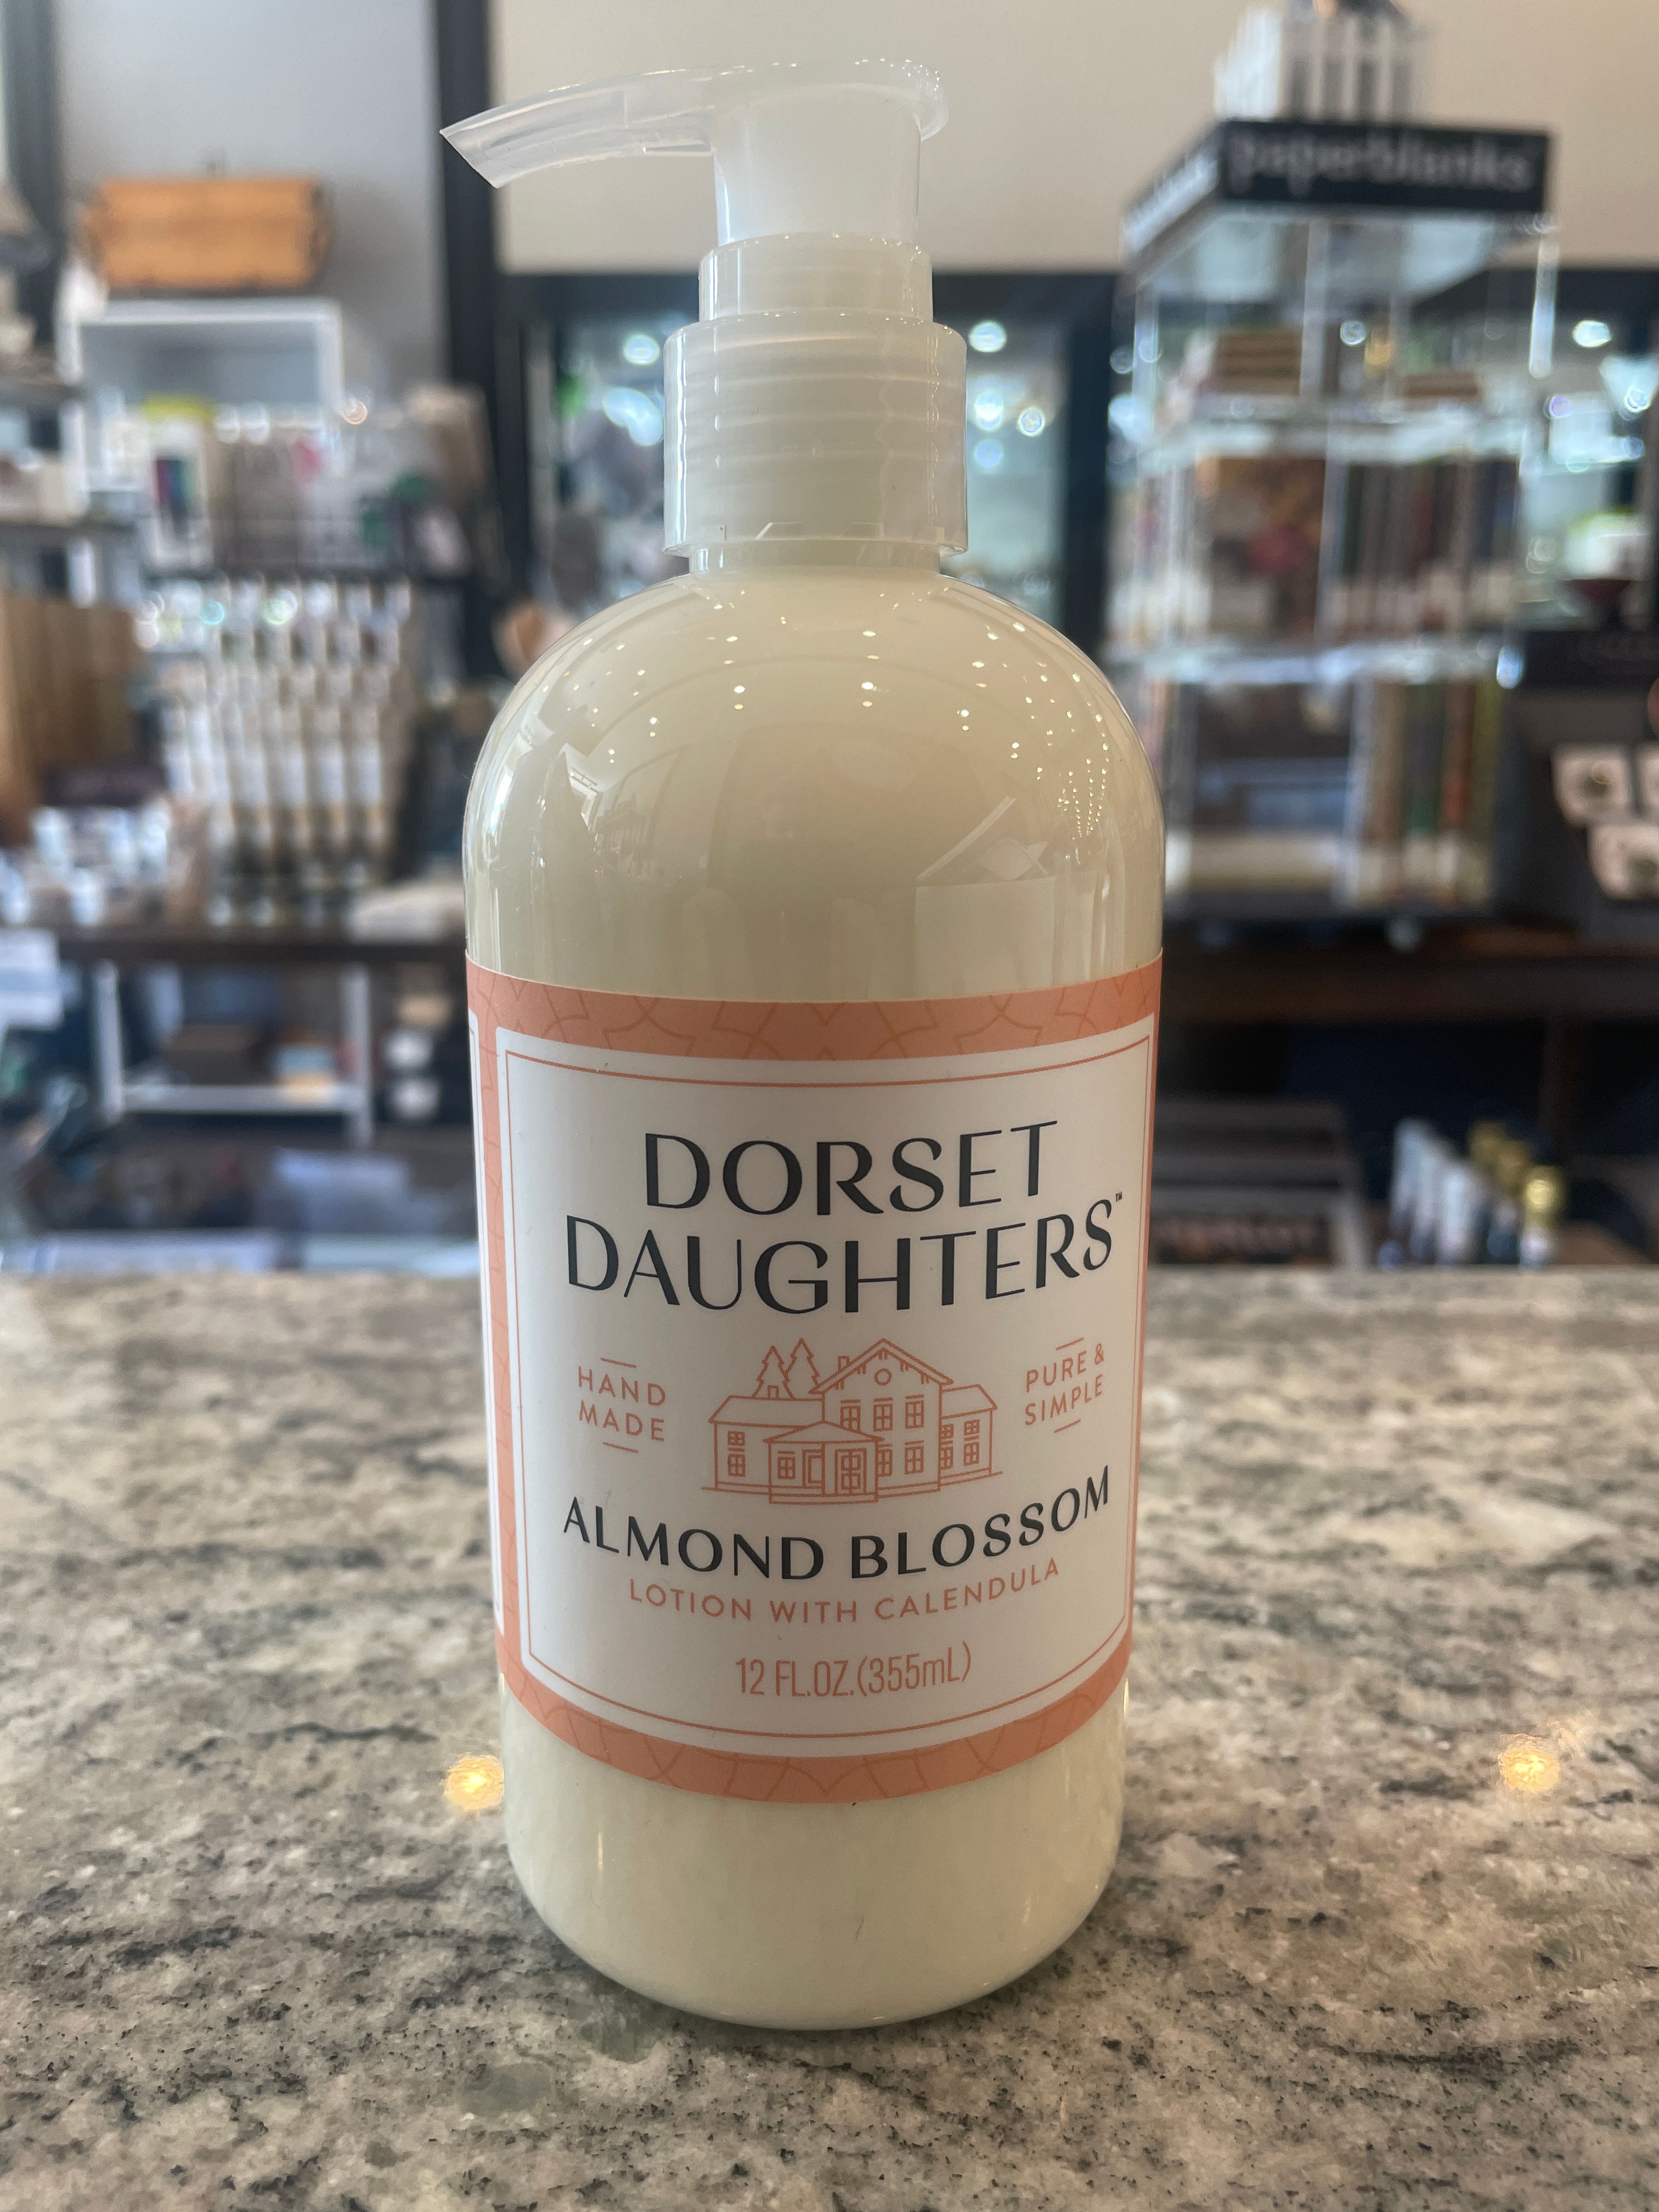 paperblanks
DORSET
DAUGHTERS™
HAND
MADE
PURE &
SIMPLE
ALMOND BLOSSOM
LOTION WITH CALENDULA
12 FL.OZ.(355mL)